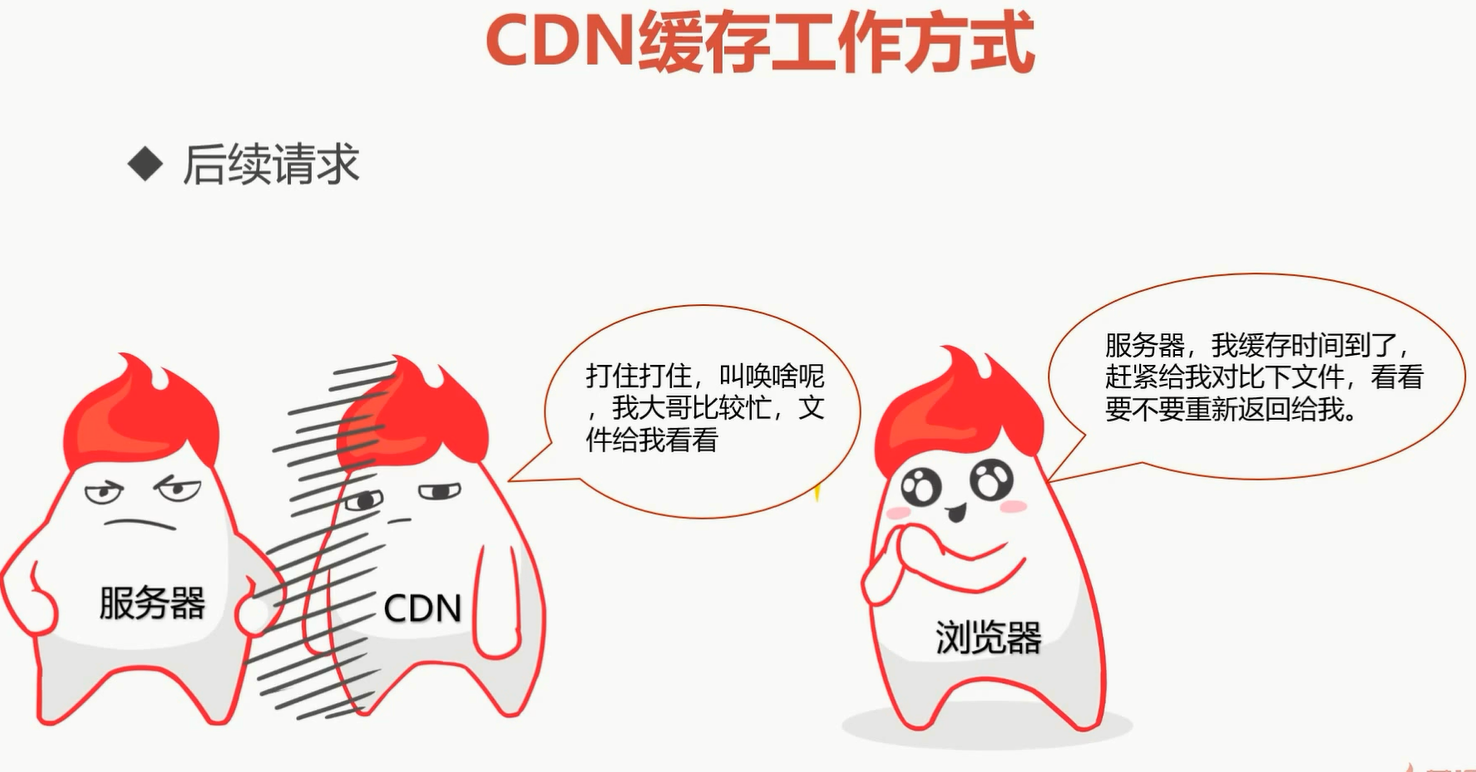 CDN缓存工作方式
◆ 后续请求
打住打住，叫唤啥呢
，我大哥比较忙，文
件给我看看
服务器，我缓存时间到了，
赶紧给我对比下文件，看看
要不要重新返回给我。
服务器
CDN
浏览器